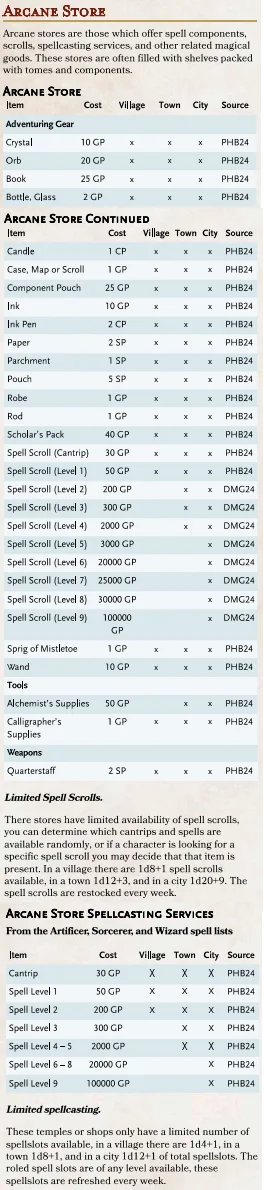 Arcane Store
Arcane stores are those which offer spell components,
scrolls, spellcasting services, and other related magical
goods. These stores are often filled with shelves packed
with tomes and components.
Arcane Store
Item Cost Village Town City Source
Adventuring Gear
Crystal 10 GP x x x PHB24
Orb 20 GP x x x PHB24
Book 25 GP x x x PHB24
Bottle, Glass 2 GP x x x PHB24
Arcane Store Continued
Item Cost Village Town City Source
Candle 1 CP x x x PHB24
Case, Map or Scroll 1 GP x x x PHB24
Component Pouch 25 GP x x x PHB24
Ink 10 GP x x x PHB24
Ink Pen 2 CP x x x PHB24
Paper 2 SP x x x PHB24
Parchment 1 SP x x x PHB24
Pouch 5 SP x x x PHB24
Robe 1 GP x x x PHB24
Rod 1 GP x x x PHB24
Scholar's Pack 40 GP x x x PHB24
Spell Scroll (Cantrip) 30 GP x x x PHB24
Spell Scroll (Level 1) 50 GP x x x PHB24
Spell Scroll (Level 2) 200 GP x x DMG24
Spell Scroll (Level 3) 300 GP x x DMG24
Spell Scroll (Level 4) 2000 GP x x DMG24
Spell Scroll (Level 5) 3000 GP x DMG24
Spell Scroll (Level 6) 20000 GP x DMG24
Spell Scroll (Level 7) 25000 GP x DMG24
Spell Scroll (Level 8) 30000 GP x DMG24
Spell Scroll (Level 9) 100000 x DMG24
GP
Sprig of Mistletoe 1 GP x x x PHB24
Wand 10 GP x x x PHB24
Tools
Alchemist's Supplies 50 GP x x PHB24
Calligrapher's 1 GP x x x PHB24
Supplies
Weapons
Quarterstaff 2 SP x x x PHB24
Limited Spell Scrolls.
There stores have limited availability of spell scrolls,
you can determine which cantrips and spells are
available randomly, or if a character is looking for a
specific spell scroll you may decide that that item is
present. In a village there are 1d8+1 spell scrolls
available, in a town 1d12+3, and in a city 1d20+9. The
spell scrolls are restocked every week.
Arcane Store Spellcasting Services
From the Artificer, Sorcerer, and Wizard spell lists
Item Cost Village Town City Source
Cantrip 30 GP X X X PHB24
Spell Level 1 50 GP X X X PHB24
Spell Level 2 200 GP X X X PHB24
Spell Level 3 300 GP X X PHB24
Spell Level 4 – 5 2000 GP X X PHB24
Spell Level 6 – 8 20000 GP X PHB24
Spell Level 9 100000 GP X PHB24
Limited spellcasting.
These temples or shops only have a limited number of
spellslots available, in a village there are 1d4+1, in a
town 1d8+1, and in a city 1d12+1 of total spellslots. The
roled spell slots are of any level available, these
spellslots are refreshed every week.